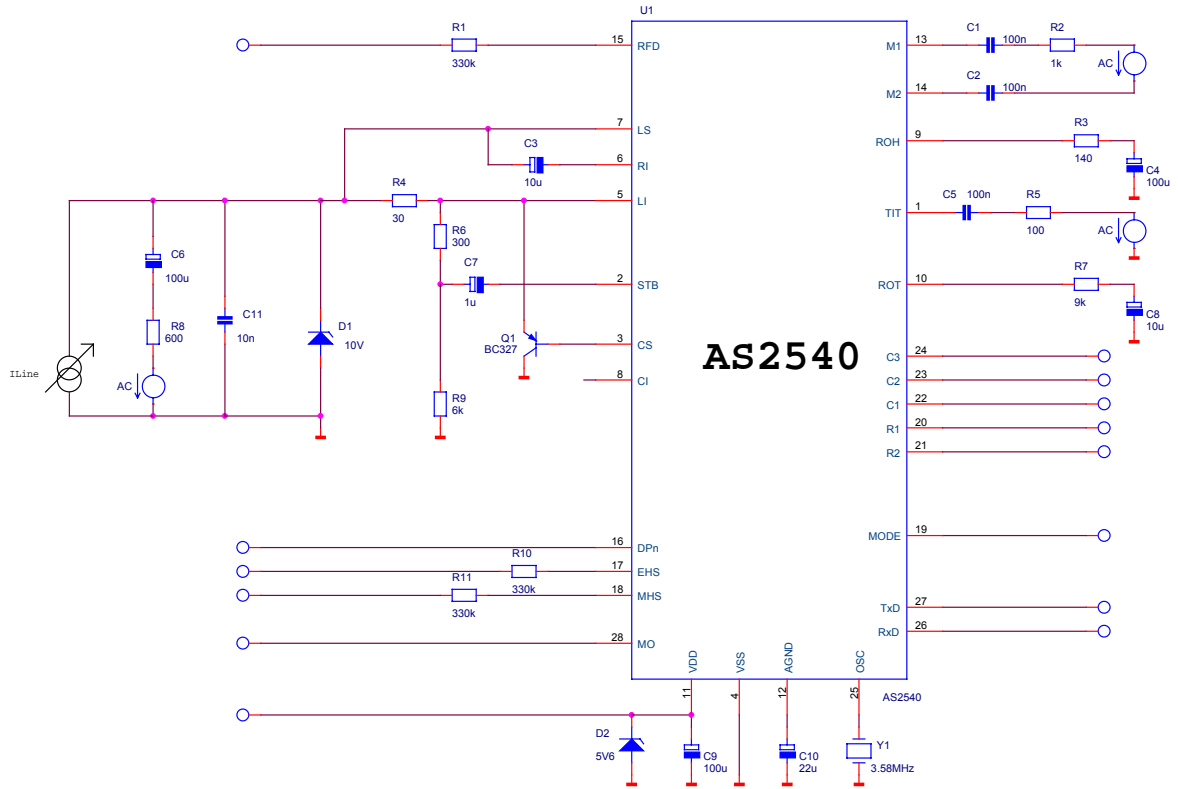 U1
R1
330k
15
RFD
M1
13
C1
100n
R2
1k
AC
M2
14
C2
100n
7
LS
C3
10u
6
RI
ROH
9
R3
140
C4
100u
R4
30
5
LI
TIT
1
C5
100n
R5
100
AC
R6
300
C7
1u
2
STB
ROT
10
R7
9k
C8
10u
C6
100u
R8
600
C11
10n
D1
10V
Q1
BC327
3
CS
8
CI
AS2540
ILine
AC
R9
6k
C3
24
C2
23
C1
22
R1
20
R2
21
MODE
19
16
DPn
R10
330k
17
EHS
R11
330k
18
MHS
TxD
27
RxD
26
28
MO
VDD
VSS
AGND
OSC
11
4
12
25
AS2540
D2
5V6
C9
100u
C10
22u
Y1
3.58MHz